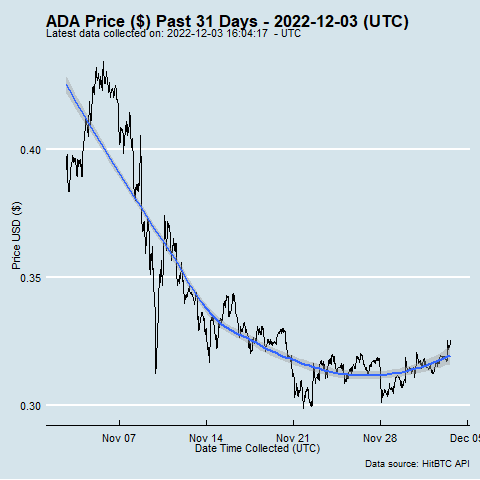 ADA Price ($) Past 31 Days - 2022-12-03 (UTC)
Latest data collected on: 2022-12-03 16:04:17 - UTC
Price USD ($)
0.40
0.35
0.30
Nov 07 Nov 14 Nov 21 Nov 28 Dec 05
Date Time Collected (UTC)
Data source: HitBTC API